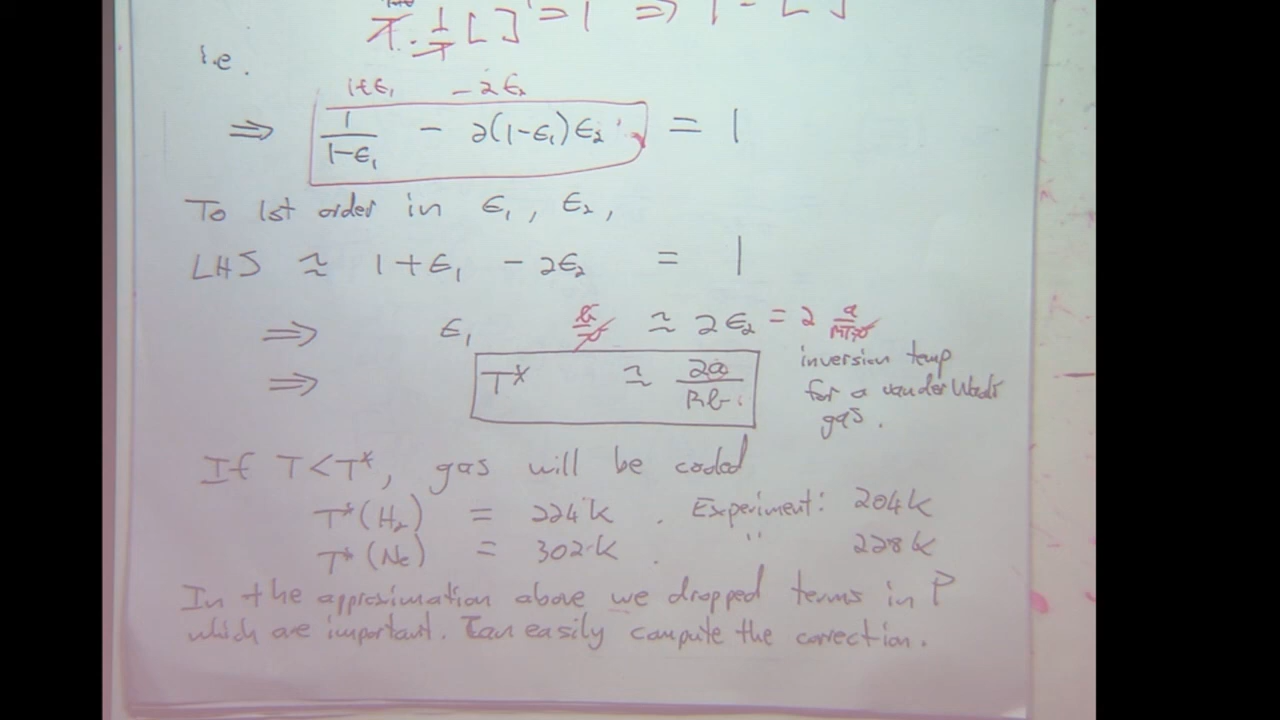 [ ] = 1 ⇒ 1 - [ ]
i.e.
1+ϵ₁ - 2ϵ₂
⇒ 1/(1-ϵ₁) - 2(1-ϵ₁)ϵ₂ = 1
To 1st order in ϵ₁, ϵ₂,
LHS ≈ 1+ϵ₁ - 2ϵ₂ = 1
⇒ ϵ₁ ≈ 2ϵ₂ = 2
⇒ T* ≈ 2a/Rb.
inversion temp
for a van der Waals
gas.
If T<T*, gas will be cooled
T*(H₂) = 224K. Experiment: 204K
T*(Ne) = 302K. " 228K
In the approximation above we dropped terms in P
which are important. Can easily compute the correction.